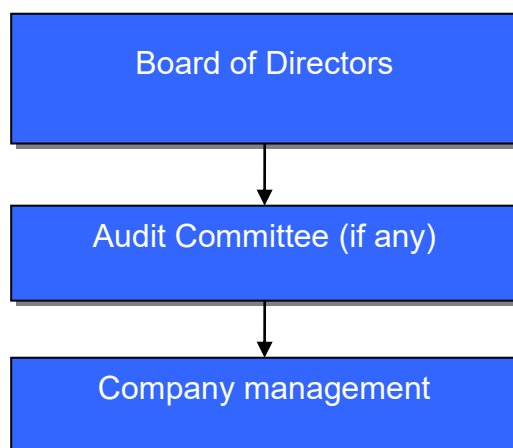 Board of Directors
Audit Committee (if any)
Company management